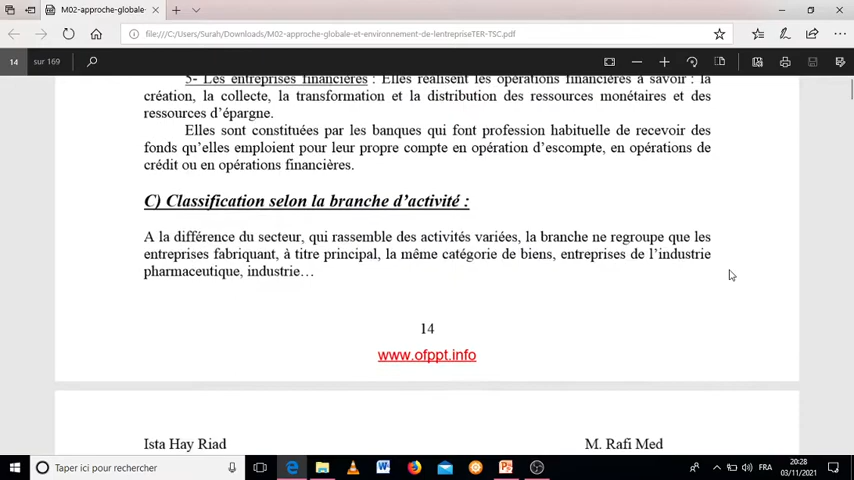 M02-approche-globale-
file:///C:/Users/Surah/Downloads/M02-approche-globale-et-environnement-de-lentrepriseTER-TSC.pdf
14 sur 169
5- Les entreprises financières : Elles réalisent les opérations financières à savoir : la
création, la collecte, la transformation et la distribution des ressources monétaires et des
ressources d’épargne.
Elles sont constituées par les banques qui font profession habituelle de recevoir des
fonds qu’elles emploient pour leur propre compte en opération d’escompte, en opérations de
crédit ou en opérations financières.
C) Classification selon la branche d’activité :
A la différence du secteur, qui rassemble des activités variées, la branche ne regroupe que les
entreprises fabriquant, à titre principal, la même catégorie de biens, entreprises de l’industrie
pharmaceutique, industrie…
14
www.ofppt.info
Ista Hay Riad M. Rafi Med
Taper ici pour rechercher
FRA
20:28
03/11/2021